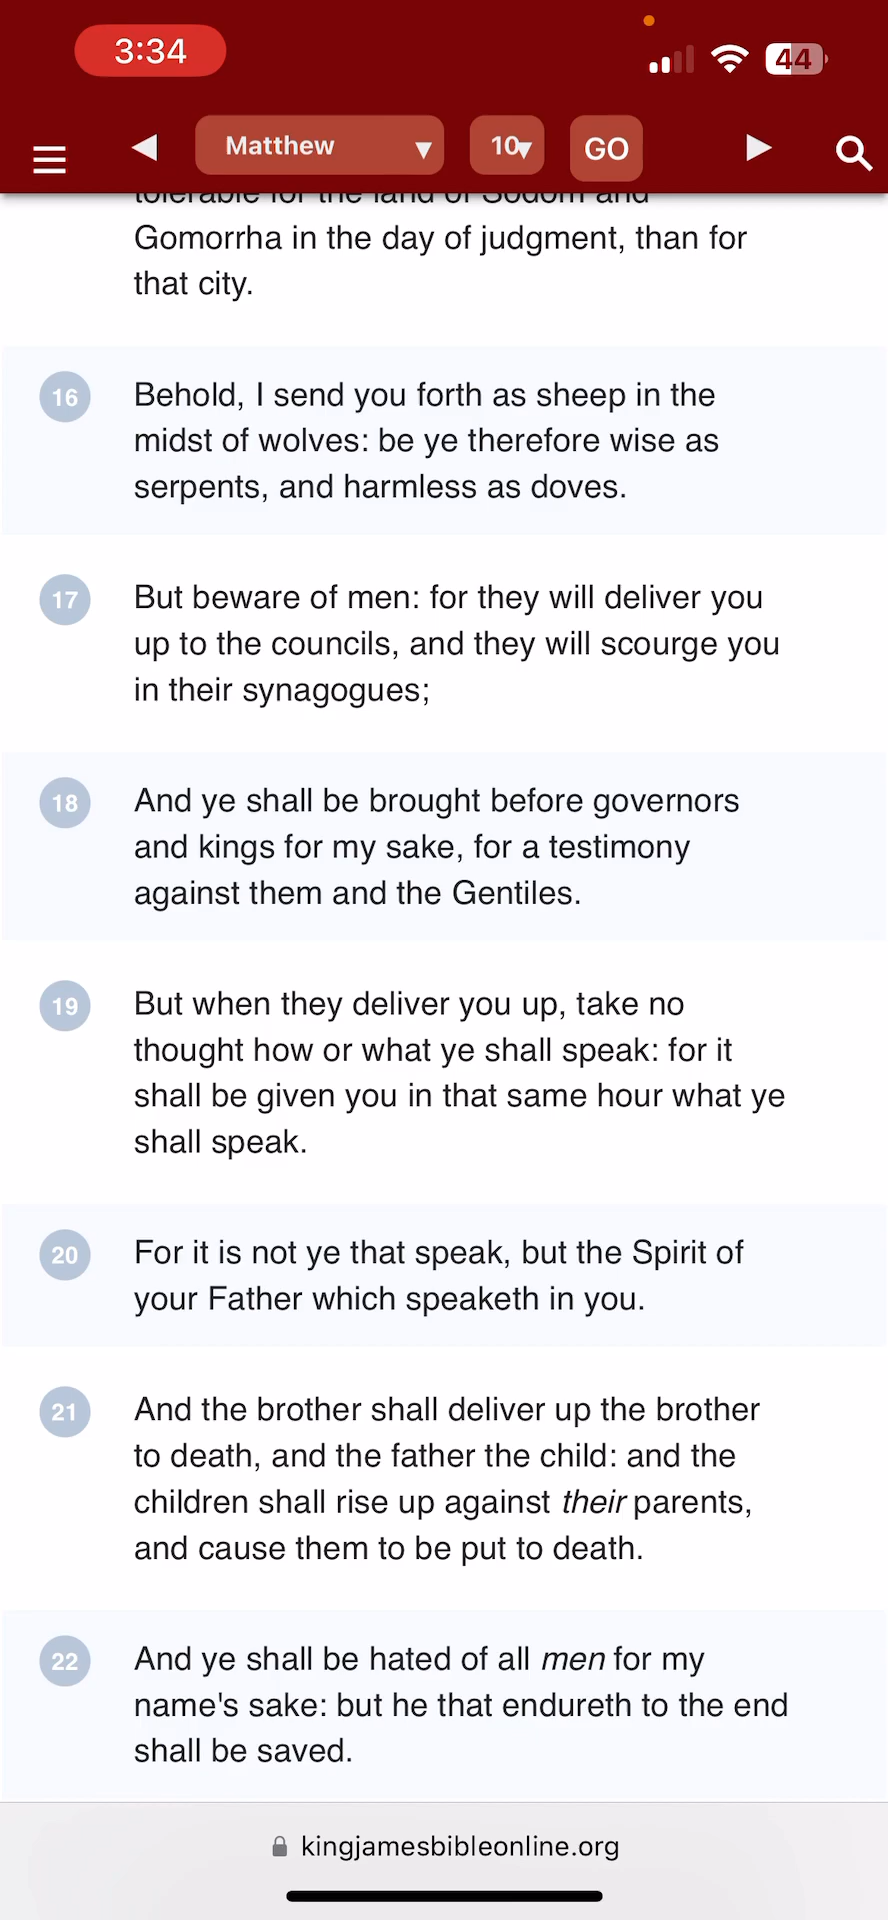 3:34
44
Matthew
10
GO
tolerable for the land of Sodom and
Gomorrha in the day of judgment, than for
that city.
16
Behold, I send you forth as sheep in the
midst of wolves: be ye therefore wise as
serpents, and harmless as doves.
17
But beware of men: for they will deliver you
up to the councils, and they will scourge you
in their synagogues;
18
And ye shall be brought before governors
and kings for my sake, for a testimony
against them and the Gentiles.
19
But when they deliver you up, take no
thought how or what ye shall speak: for it
shall be given you in that same hour what ye
shall speak.
20
For it is not ye that speak, but the Spirit of
your Father which speaketh in you.
21
And the brother shall deliver up the brother
to death, and the father the child: and the
children shall rise up against their parents,
and cause them to be put to death.
22
And ye shall be hated of all men for my
name's sake: but he that endureth to the end
shall be saved.
kingjamesbibleonline.org